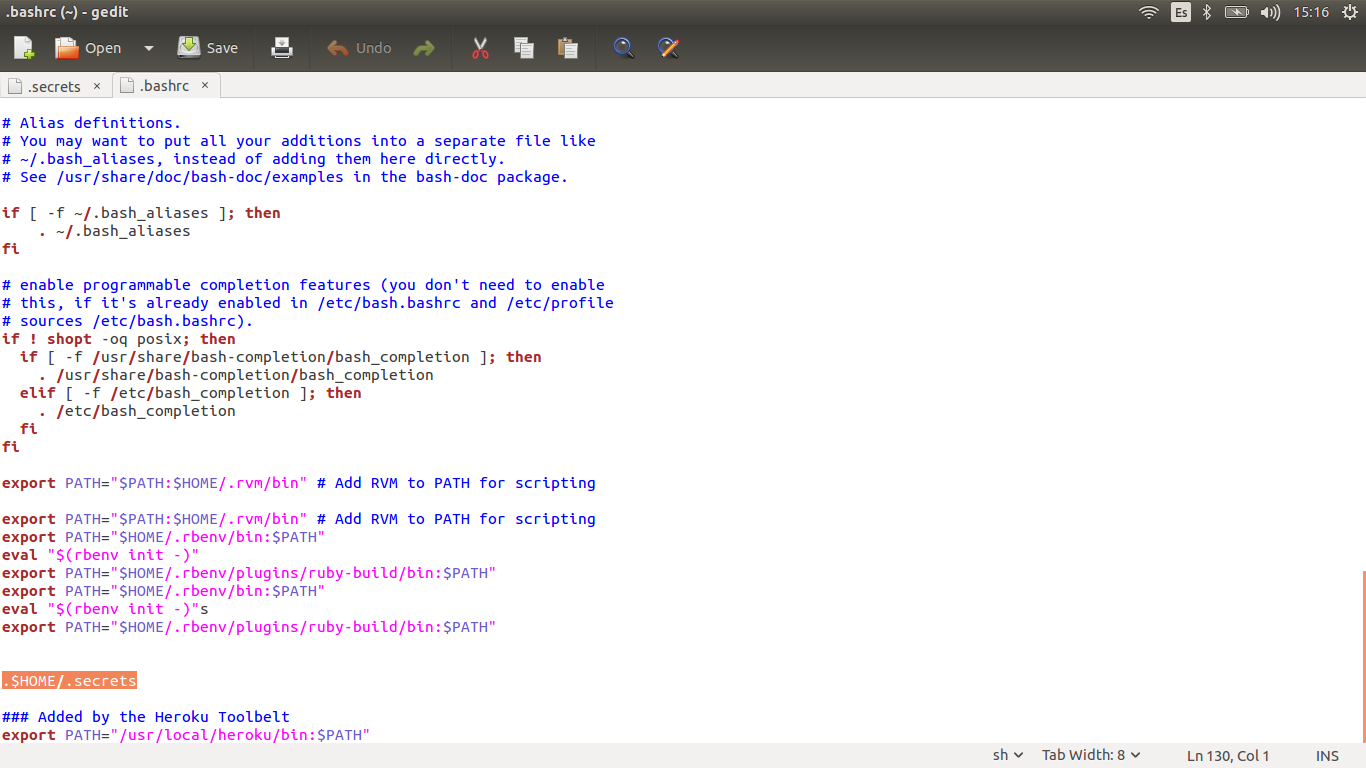 .bashrc (~) - gedit
Es
15:16
Open
Save
Undo
.secrets ×
.bashrc ×
# Alias definitions.
# You may want to put all your additions into a separate file like
# ~/.bash_aliases, instead of adding them here directly.
# See /usr/share/doc/bash-doc/examples in the bash-doc package.
if [ -f ~/.bash_aliases ]; then
    . ~/.bash_aliases
fi
# enable programmable completion features (you don't need to enable
# this, if it's already enabled in /etc/bash.bashrc and /etc/profile
# sources /etc/bash.bashrc).
if ! shopt -oq posix; then
  if [ -f /usr/share/bash-completion/bash_completion ]; then
    . /usr/share/bash-completion/bash_completion
  elif [ -f /etc/bash_completion ]; then
    . /etc/bash_completion
  fi
fi
export PATH="$PATH:$HOME/.rvm/bin" # Add RVM to PATH for scripting
export PATH="$PATH:$HOME/.rvm/bin" # Add RVM to PATH for scripting
export PATH="$HOME/.rbenv/bin:$PATH"
eval "$(rbenv init -)"
export PATH="$HOME/.rbenv/plugins/ruby-build/bin:$PATH"
export PATH="$HOME/.rbenv/bin:$PATH"
eval "$(rbenv init -)"s
export PATH="$HOME/.rbenv/plugins/ruby-build/bin:$PATH"
.$HOME/.secrets
### Added by the Heroku Toolbelt
export PATH="/usr/local/heroku/bin:$PATH"
sh
Tab Width: 8
Ln 130, Col 1
INS